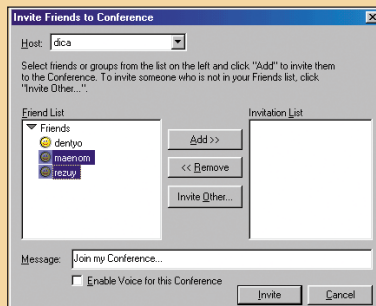 Invite Friends to Conference
Host: dica
Select friends or groups from the list on the left and click "Add" to invite them
to the Conference. To invite someone who is not in your Friends list, click
"Invite Other...".
Friend List
Invitation List
Friends
dentyo
maenom
rezuy
Add >>
<< Remove
Invite Other...
Message: Join my Conference...
Enable Voice for this Conference
Invite
Cancel